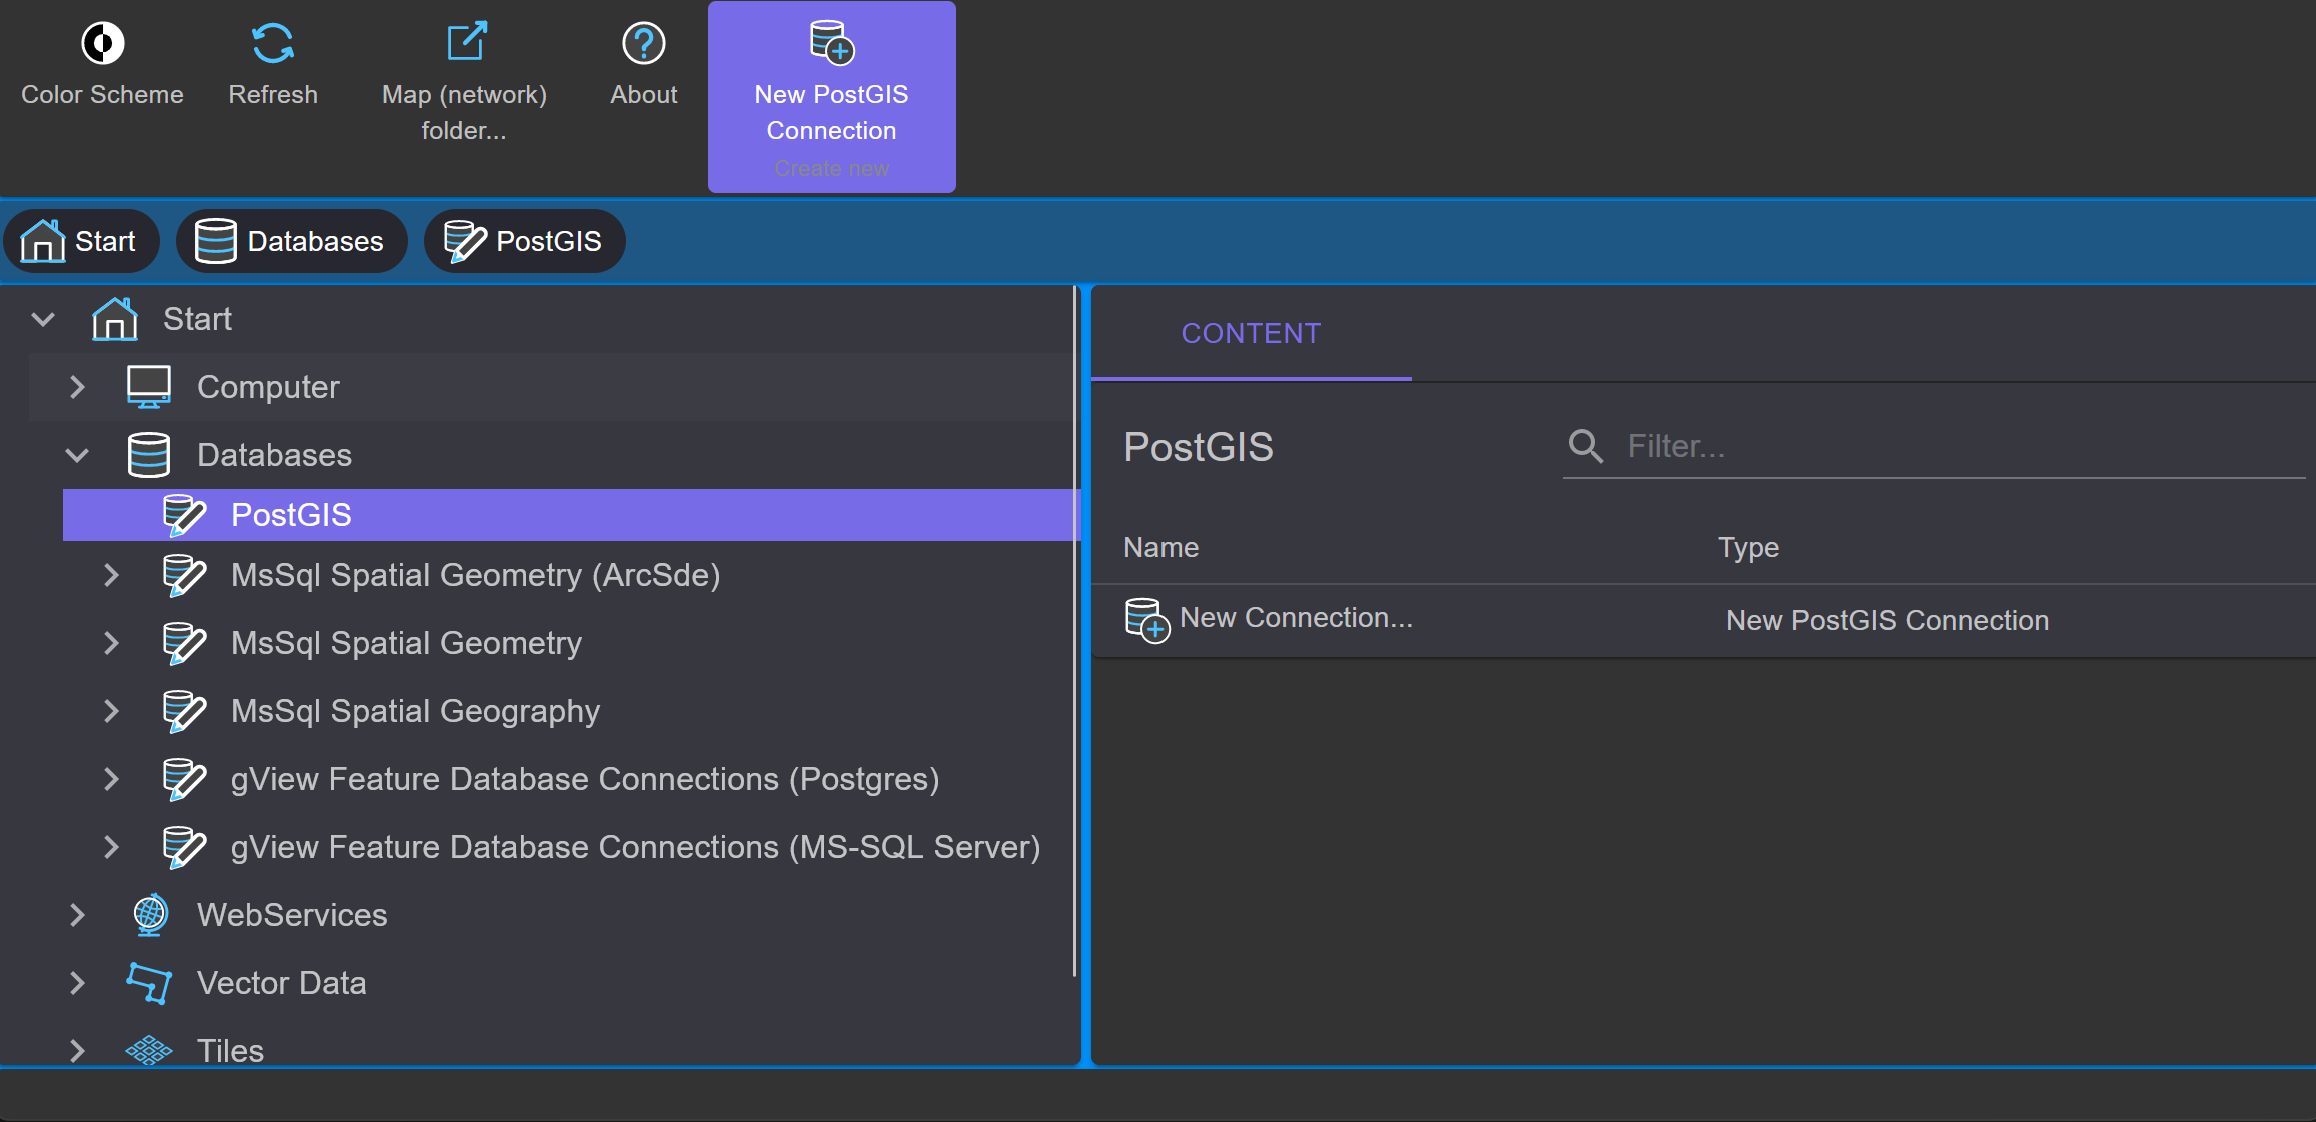 Color Scheme
Refresh
Map (network)
folder...
About
New PostGIS
Connection
Create new
Start
Databases
PostGIS
Start
Computer
Databases
PostGIS
MsSql Spatial Geometry (ArcSde)
MsSql Spatial Geometry
MsSql Spatial Geography
gView Feature Database Connections (Postgres)
gView Feature Database Connections (MS-SQL Server)
WebServices
Vector Data
Tiles
CONTENT
PostGIS
Filter...
Name
Type
New Connection...
New PostGIS Connection